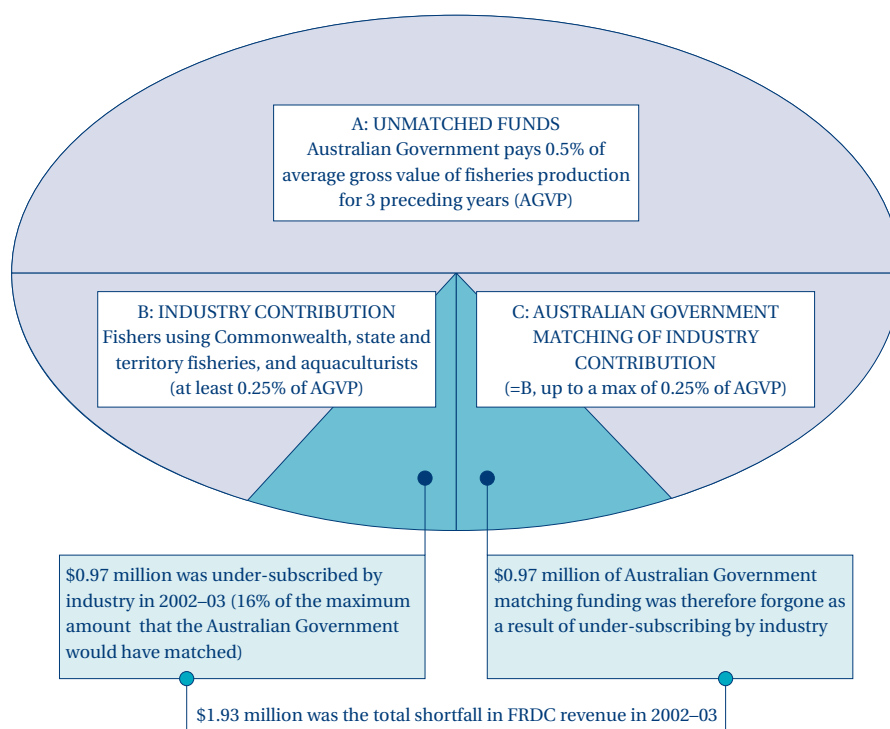 A: UNMATCHED FUNDS
Australian Government pays 0.5% of
average gross value of fisheries production
for 3 preceding years (AGVP)
B: INDUSTRY CONTRIBUTION
Fishers using Commonwealth, state and
territory fisheries, and aquaculturists
(at least 0.25% of AGVP)
C: AUSTRALIAN GOVERNMENT
MATCHING OF INDUSTRY
CONTRIBUTION
(=B, up to a max of 0.25% of AGVP)
$0.97 million was under-subscribed by
industry in 2002–03 (16% of the maximum
amount that the Australian Government
would have matched)
$0.97 million of Australian Government
matching funding was therefore forgone as
a result of under-subscribing by industry
$1.93 million was the total shortfall in FRDC revenue in 2002–03